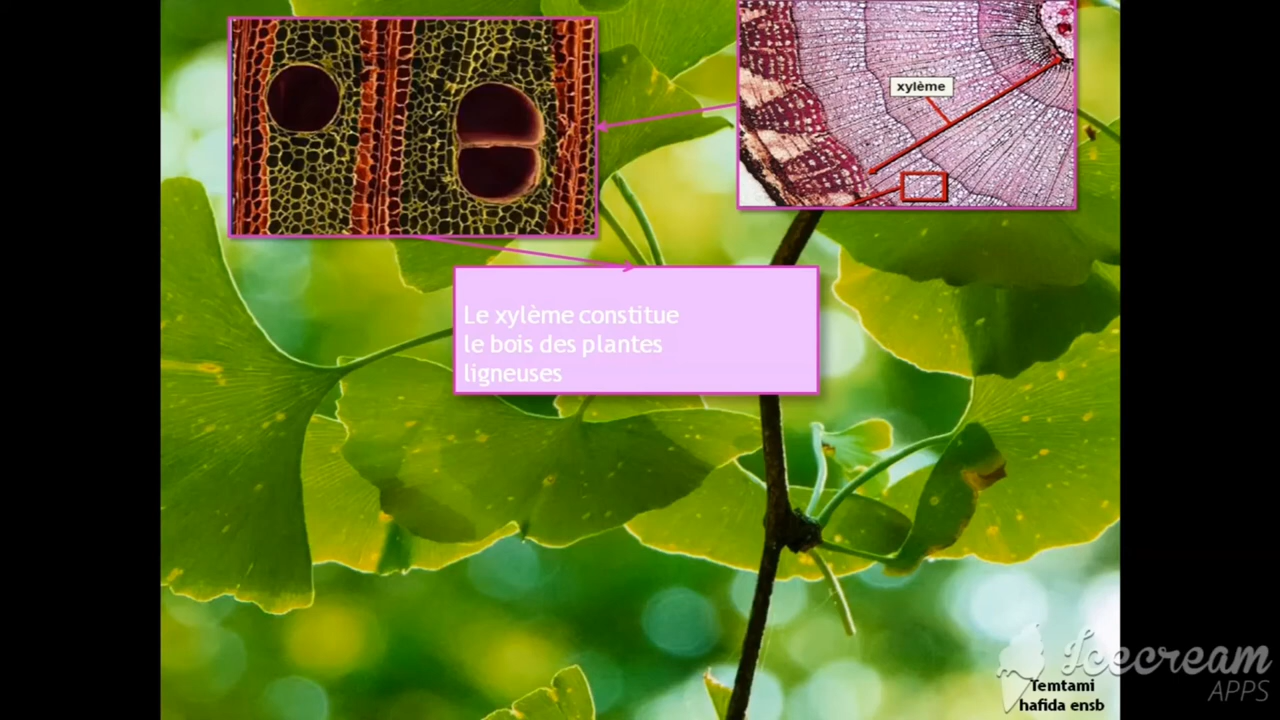 xylème
Le xylème constitue
le bois des plantes
ligneuses
Icecream
APPS
Temtami
hafida ensb